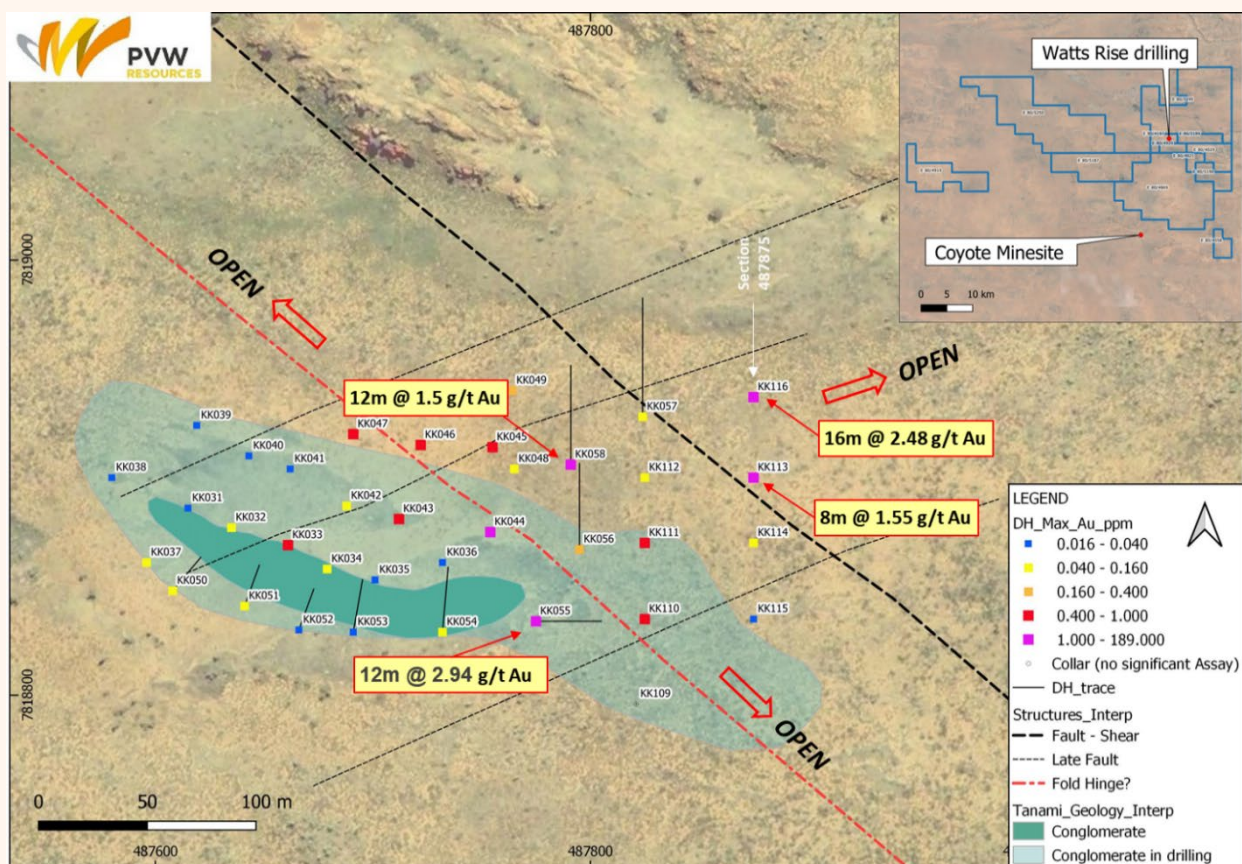 PVW
RESOURCES
487800
Watts Rise drilling
Coyote Minesite
0 5 10 km
7819000
OPEN
Section
487875
KK116
OPEN
KK049
12m @ 1.5 g/t Au
KK057
16m @ 2.48 g/t Au
KK039
KK047
KK046
KK045
KK040
KK041
KK048
KK058
KK112
KK113
KK038
8m @ 1.55 g/t Au
KK031
KK042
KK043
KK032
KK044
KK033
KK056
KK111
KK114
KK037
KK034
KK036
KK035
KK050
KK051
KK052
KK053
KK054
KK055
KK110
KK115
12m @ 2.94 g/t Au
KK109
OPEN
7818800
0 50 100 m
487600
487800
LEGEND
DH_Max_Au_ppm
0.016 - 0.040
0.040 - 0.160
0.160 - 0.400
0.400 - 1.000
1.000 - 189.000
Collar (no significant Assay)
DH_trace
Structures_Interp
Fault - Shear
Late Fault
Fold Hinge?
Tanami_Geology_Interp
Conglomerate
Conglomerate in drilling